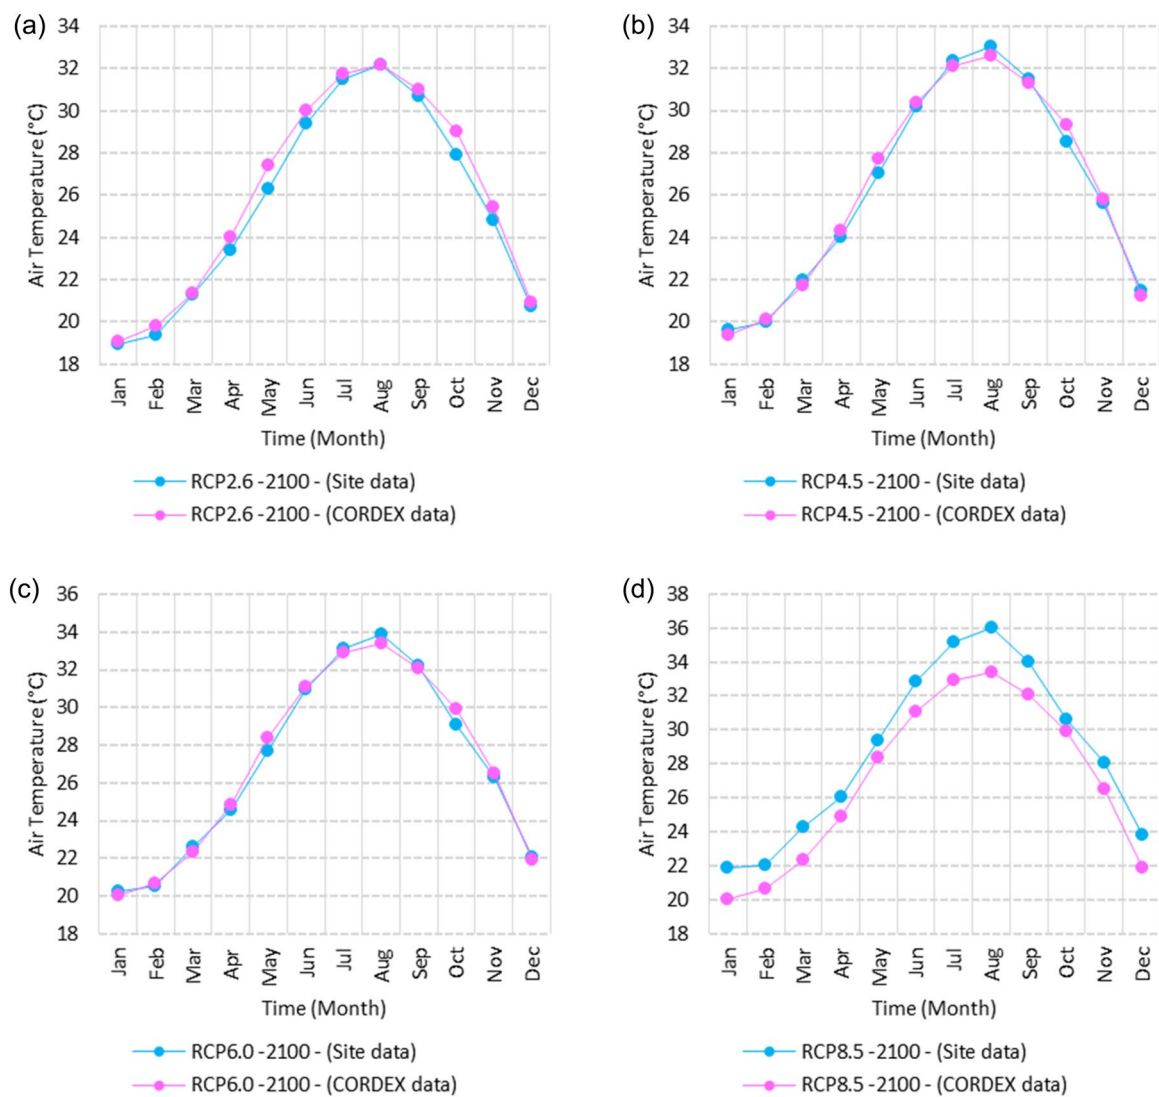 (a)
34
32
30
28
26
24
22
20
18
Air Temperature (°C)
Jan Feb Mar Apr May Jun Jul Aug Sep Oct Nov Dec
Time (Month)
RCP2.6 -2100 - (Site data)
RCP2.6 -2100 - (CORDEX data)
(b)
34
32
30
28
26
24
22
20
18
Air Temperature (°C)
Jan Feb Mar Apr May Jun Jul Aug Sep Oct Nov Dec
Time (Month)
RCP4.5 -2100 - (Site data)
RCP4.5 -2100 - (CORDEX data)
(c)
36
34
32
30
28
26
24
22
20
18
Air Temperature (°C)
Jan Feb Mar Apr May Jun Jul Aug Sep Oct Nov Dec
Time (Month)
RCP6.0 -2100 - (Site data)
RCP6.0 -2100 - (CORDEX data)
(d)
38
36
34
32
30
28
26
24
22
20
18
Air Temperature (°C)
Jan Feb Mar Apr May Jun Jul Aug Sep Oct Nov Dec
Time (Month)
RCP8.5 -2100 - (Site data)
RCP8.5 -2100 - (CORDEX data)